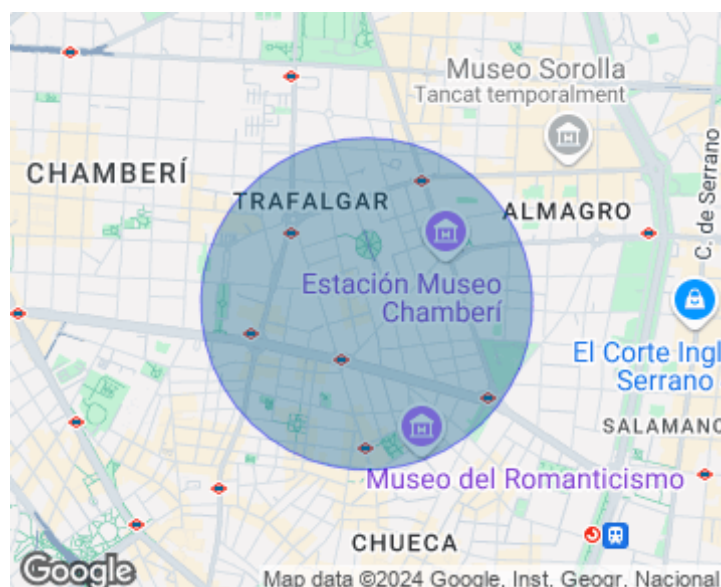 Museo Sorolla
Tancat temporalment
CHAMBERÍ
TRAFALGAR
ALMAGRO
C. de Serrano
Estación Museo
Chamberí
El Corte Ingl
Serrano
SALAMANC
Museo del Romanticismo
CHUECA
Google
Map data ©2024 Google, Inst. Geogr. Nacional